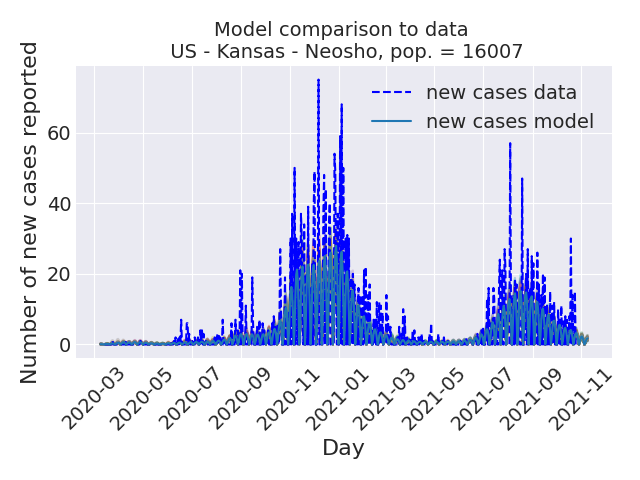 Model comparison to data
US - Kansas - Neosho, pop. = 16007
Number of new cases reported
new cases data
new cases model
60
40
20
0
2020-03
2020-05
2020-07
2020-09
2020-11
2021-01
2021-03
2021-05
2021-07
2021-09
2021-11
Day